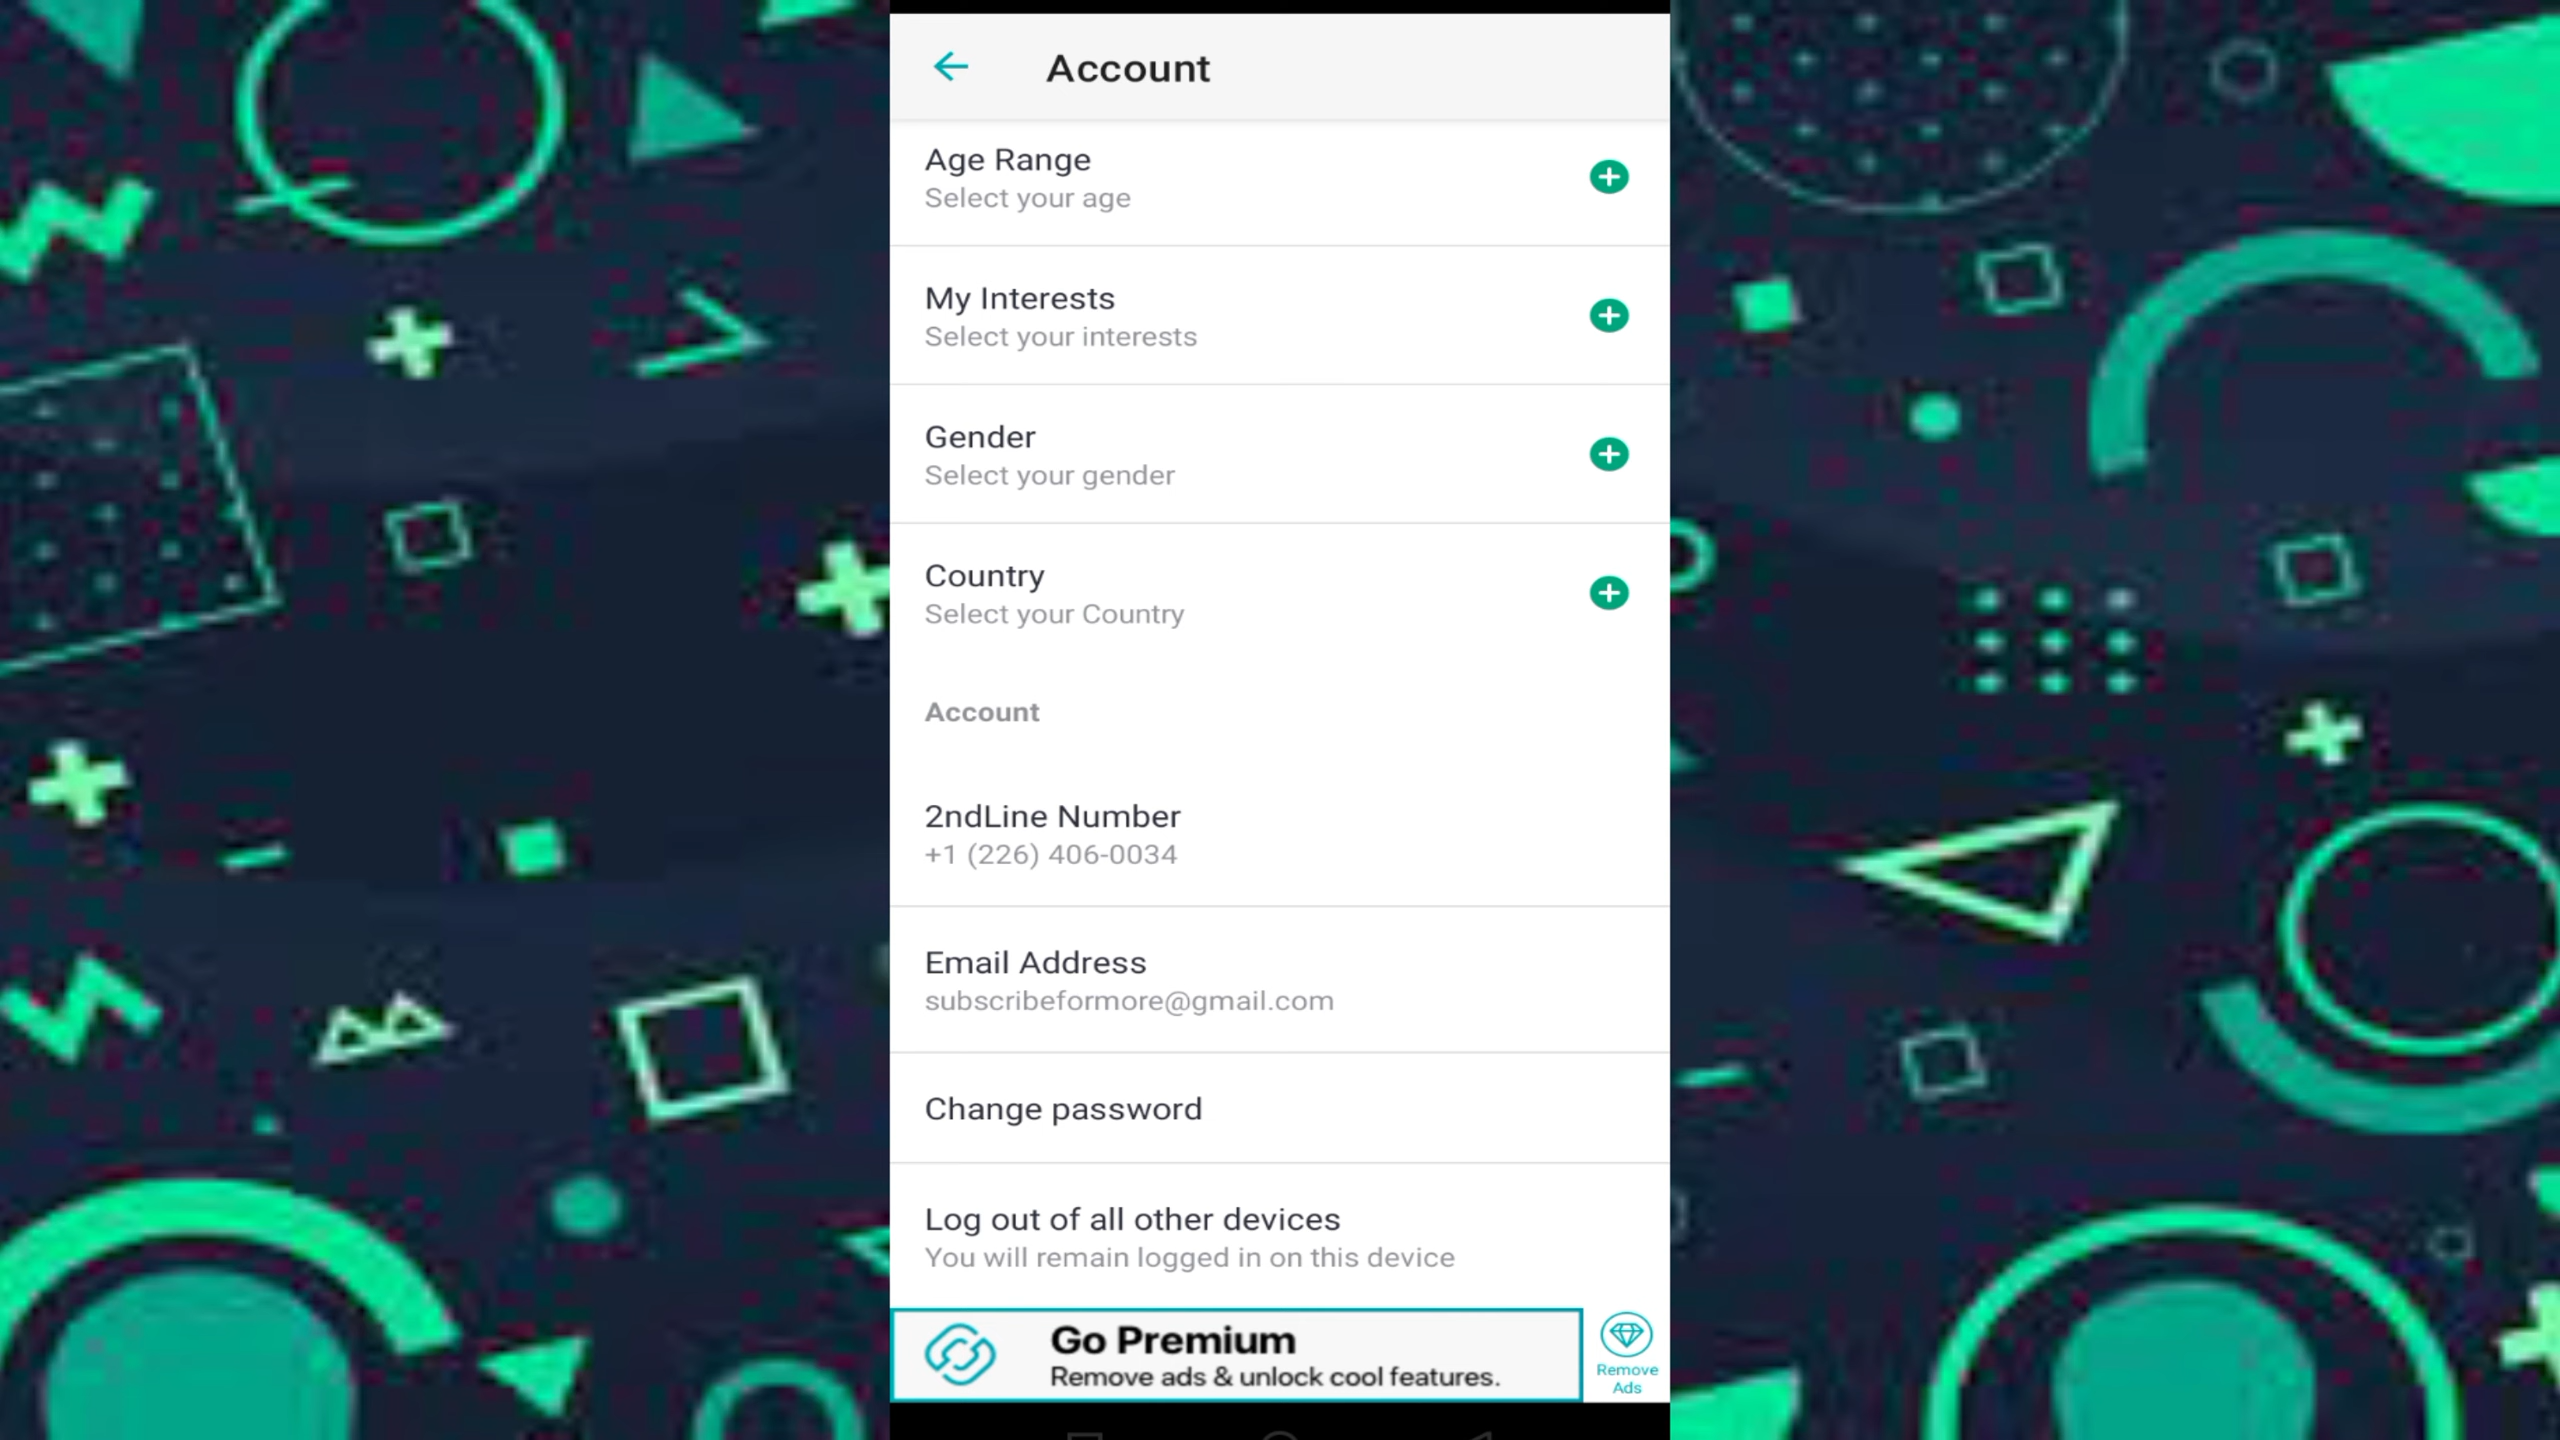 Account
Age Range
Select your age
My Interests
Select your interests
Gender
Select your gender
Country
Select your Country
Account
2ndLine Number
+1 (226) 406-0034
Email Address
subscribeformore@gmail.com
Change password
Log out of all other devices
You will remain logged in on this device
Go Premium
Remove ads & unlock cool features.
Remove
Ads